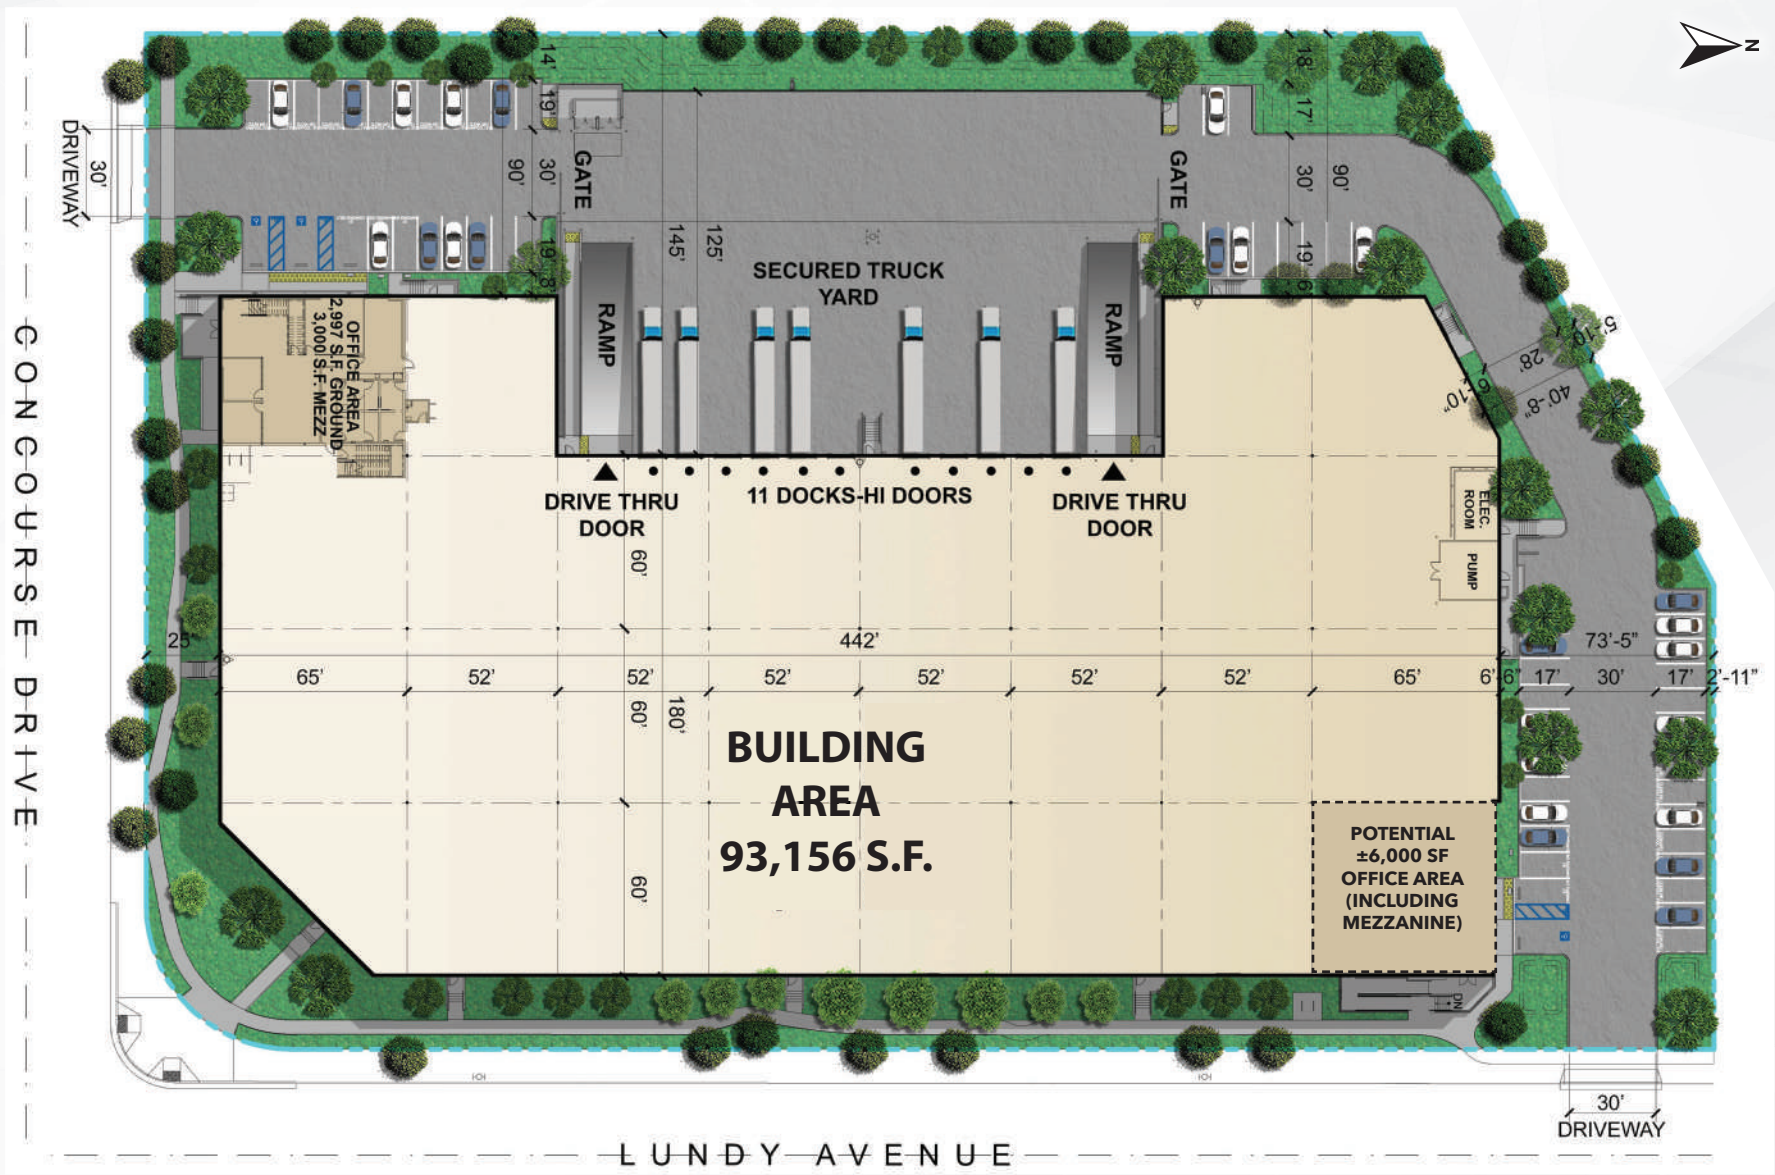 N
14'
18'
19'
17'
DRIVEWAY
30'
90'
30'
GATE
GATE
30'
90'
19'
8'
145'
125'
19'
6'
SECURED TRUCK
YARD
RAMP
RAMP
OFFICE AREA
2,997 S.F. GROUND
3,000 S.F. MEZZ
5'-10"
28'
40'-8"
DRIVE THRU
DOOR
11 DOCKS-HI DOORS
DRIVE THRU
DOOR
ELEC.
ROOM
PUMP
60'
25'
442'
73'-5"
65'
52'
52'
52'
52'
52'
52'
65'
6'-6"
17'
30'
17'
2'-11"
60'
180'
BUILDING
AREA
93,156 S.F.
60'
POTENTIAL
±6,000 SF
OFFICE AREA
(INCLUDING
MEZZANINE)
DN
CONCOURSE DRIVE
30'
DRIVEWAY
LUNDY AVENUE